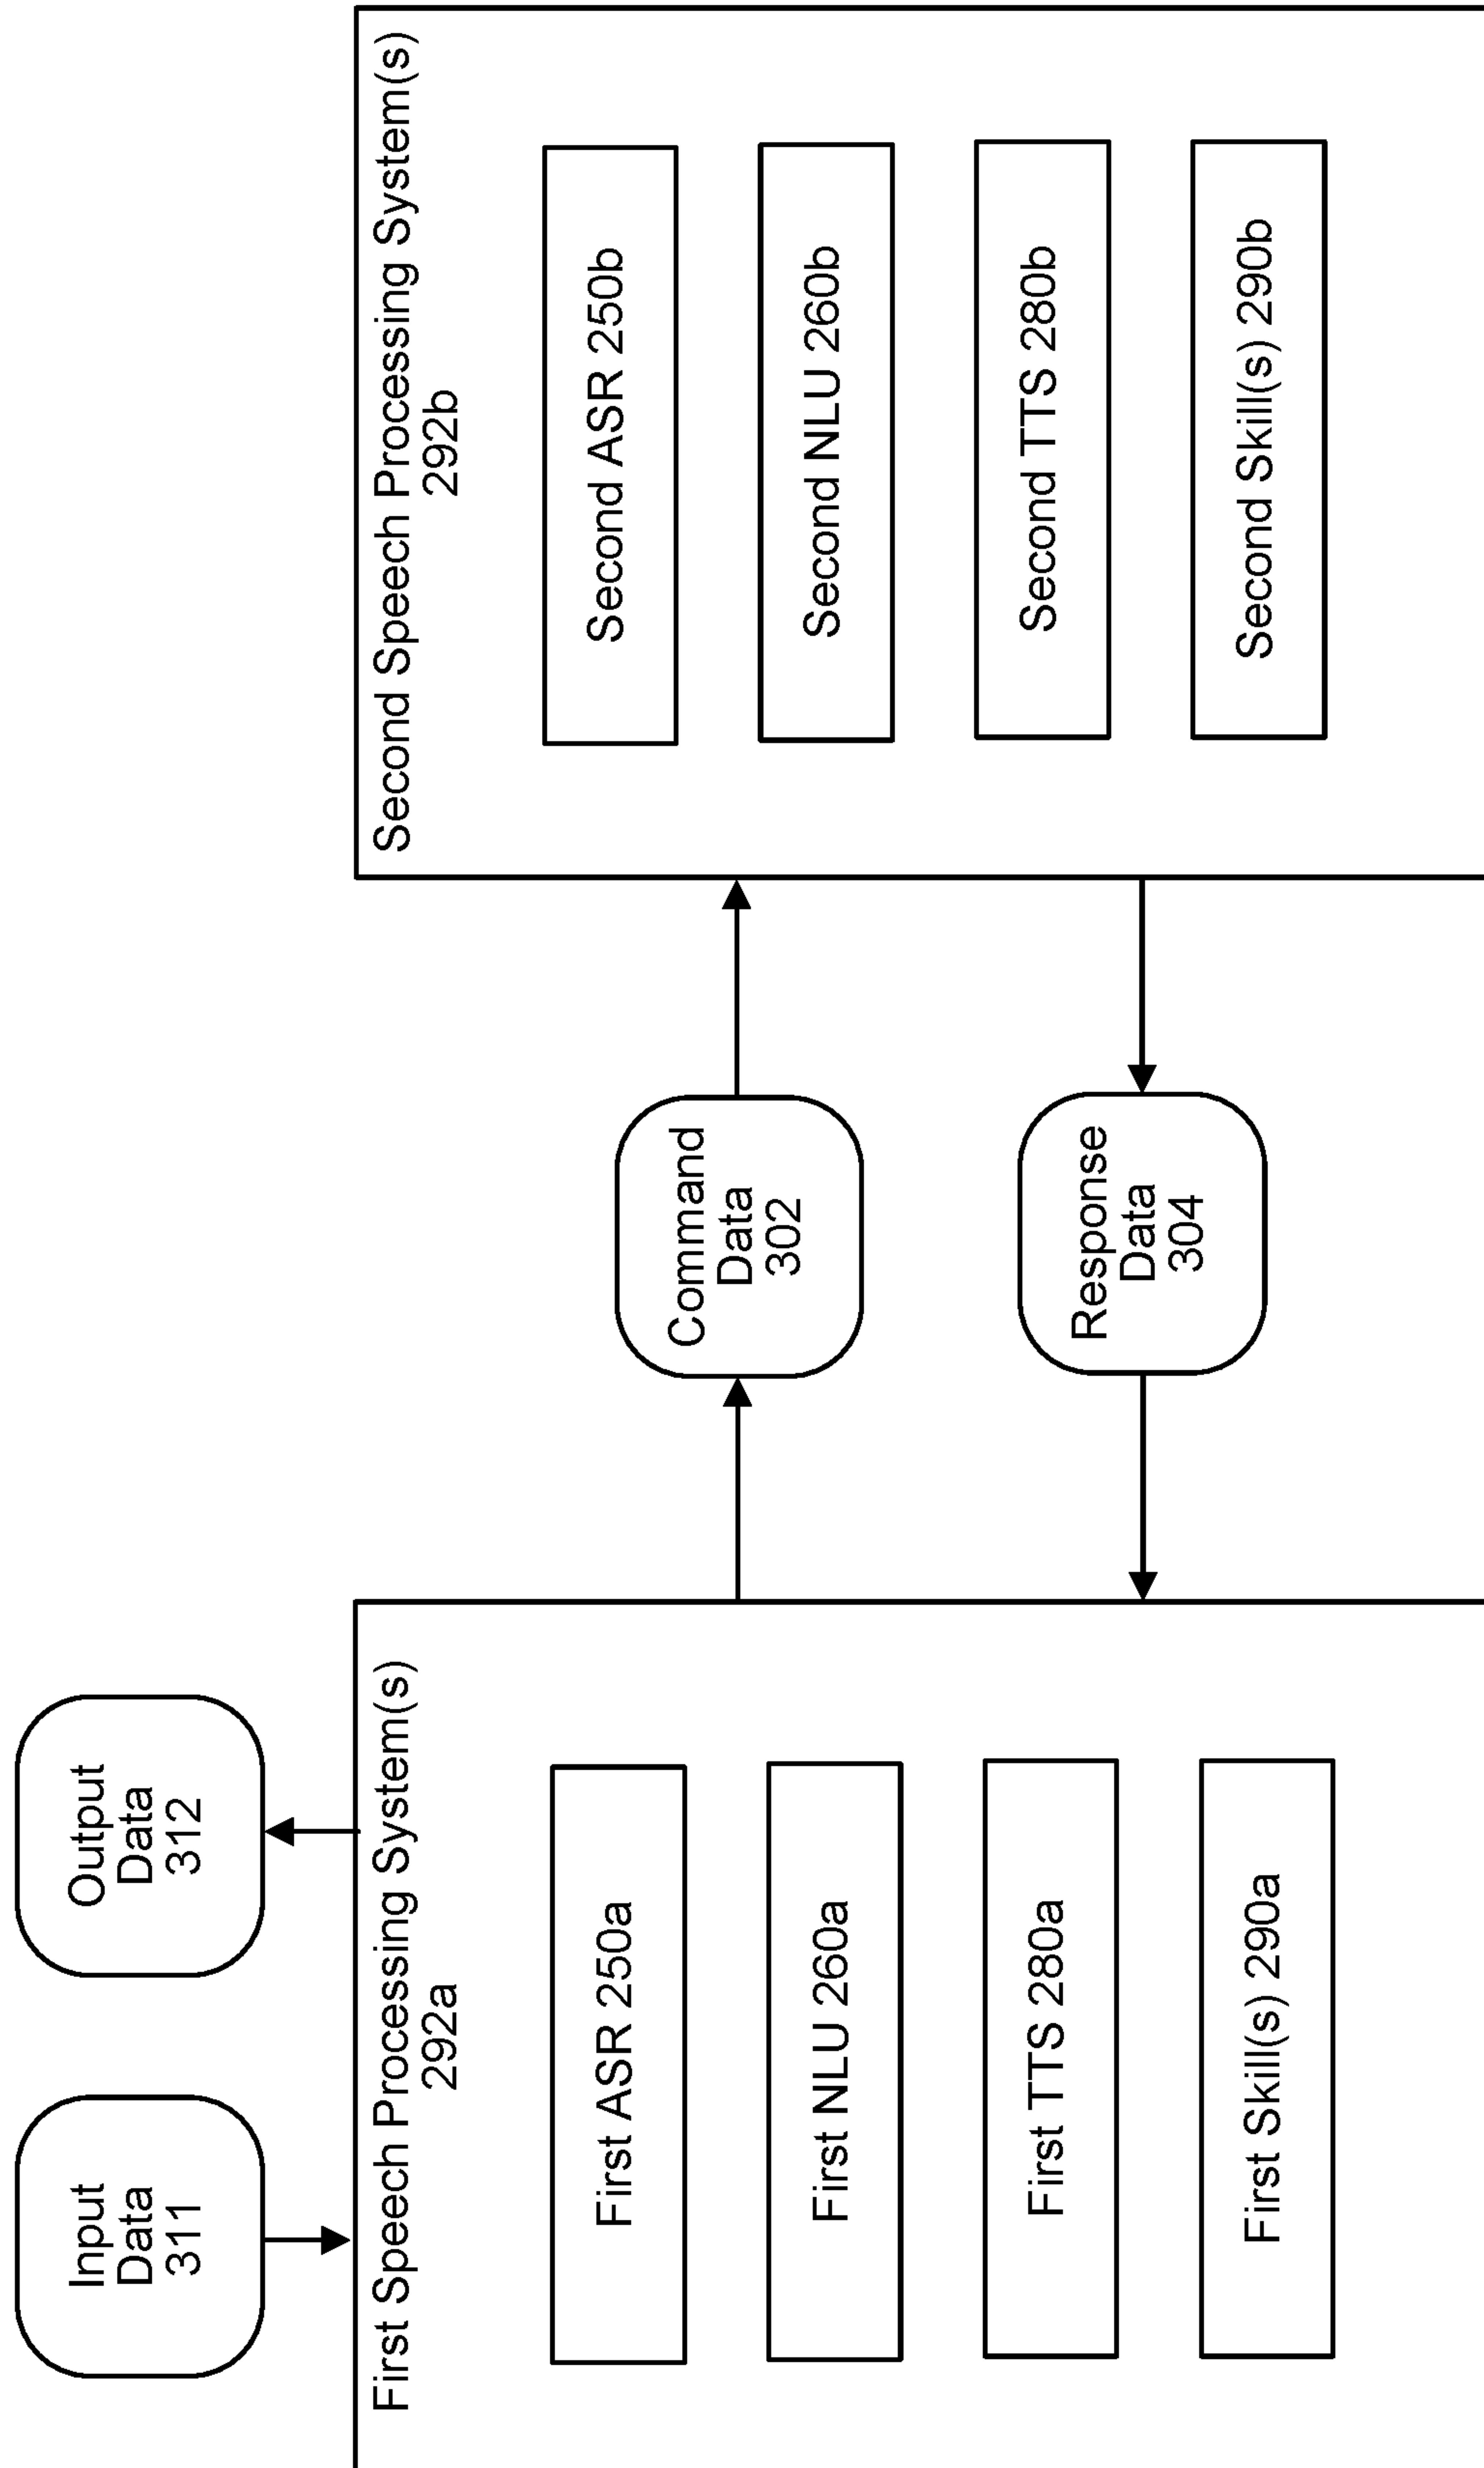 Input
Data
311
Output
Data
312
First Speech Processing System(s)
292a
First ASR 250a
First NLU 260a
First TTS 280a
First Skill(s) 290a
Command
Data
302
Response
Data
304
Second Speech Processing System(s)
292b
Second ASR 250b
Second NLU 260b
Second TTS 280b
Second Skill(s) 290b